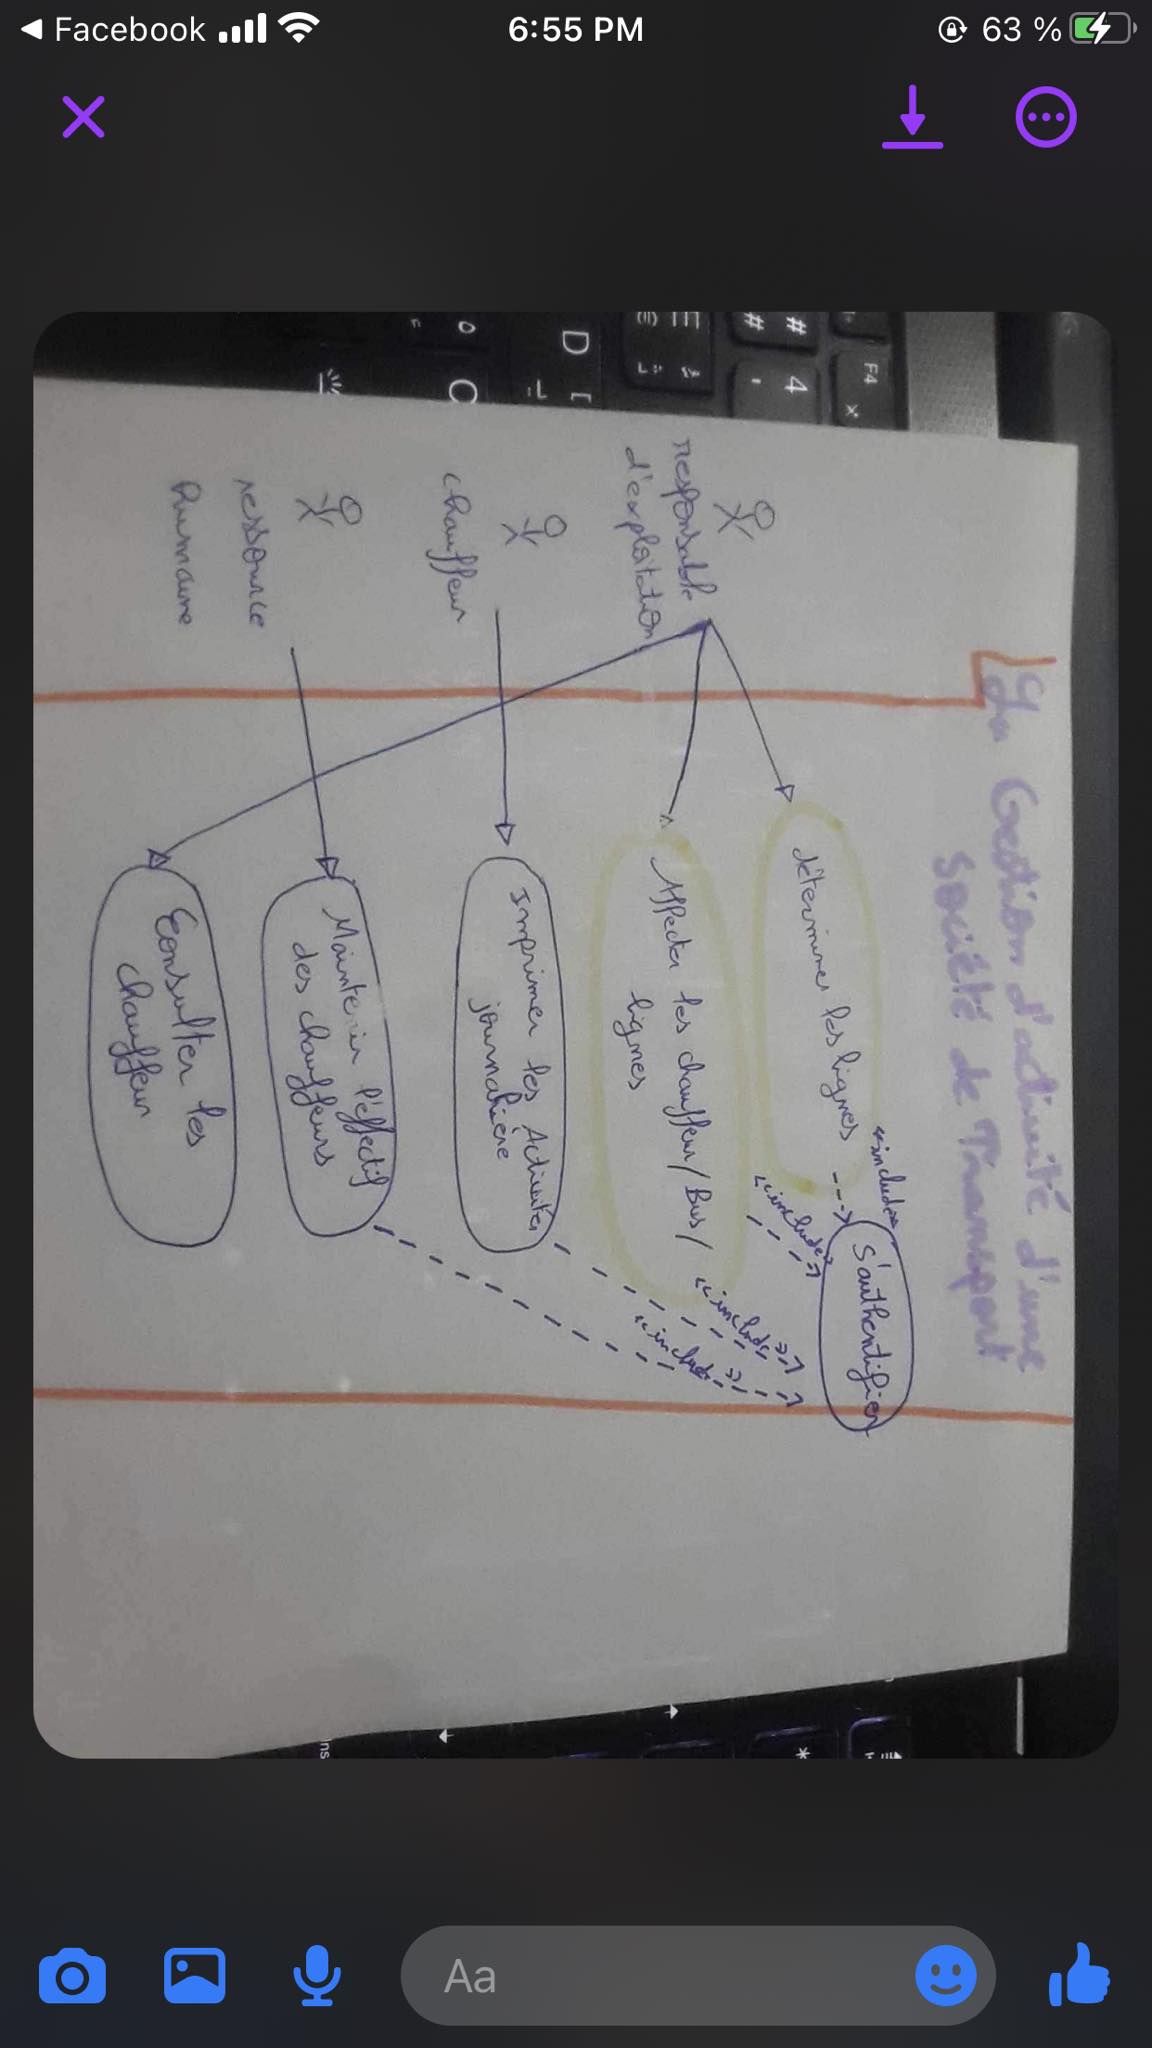 La Gestion d'activité d'une
Société de Transport
«include»
S'authentifier
déterminer les lignes
«include»
responsable
d'exploitation
Affecter les chauffeur/Bus/
lignes
«include»
«include»
chauffeur
Imprimer les Activités
journalière
ressource
humaine
Maintenir l'éffectif
des chauffeurs
Consulter les
chauffeur
F4
#
4
#
'
E
€
D
C
F
*
Ins
◀ Facebook
6:55 PM
63 %
Aa